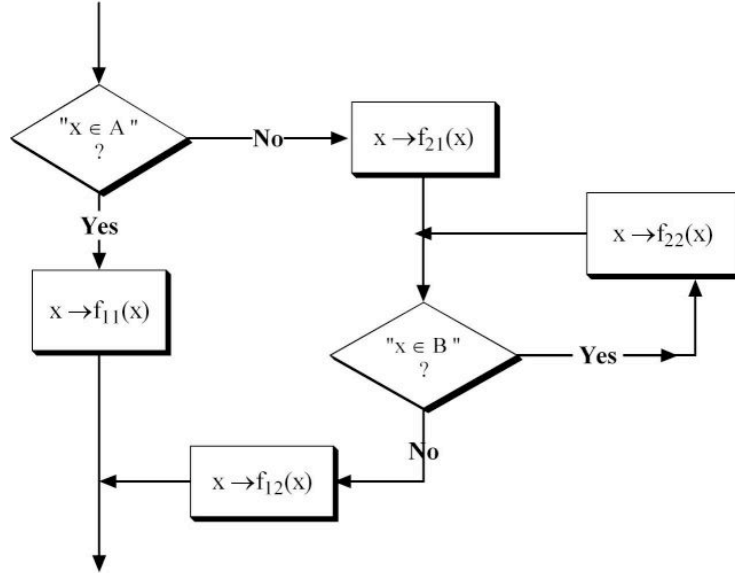 "x ∈ A "
?
No
x → f₂₁(x)
Yes
x → f₂₂(x)
x → f₁₁(x)
"x ∈ B "
?
Yes
No
x → f₁₂(x)